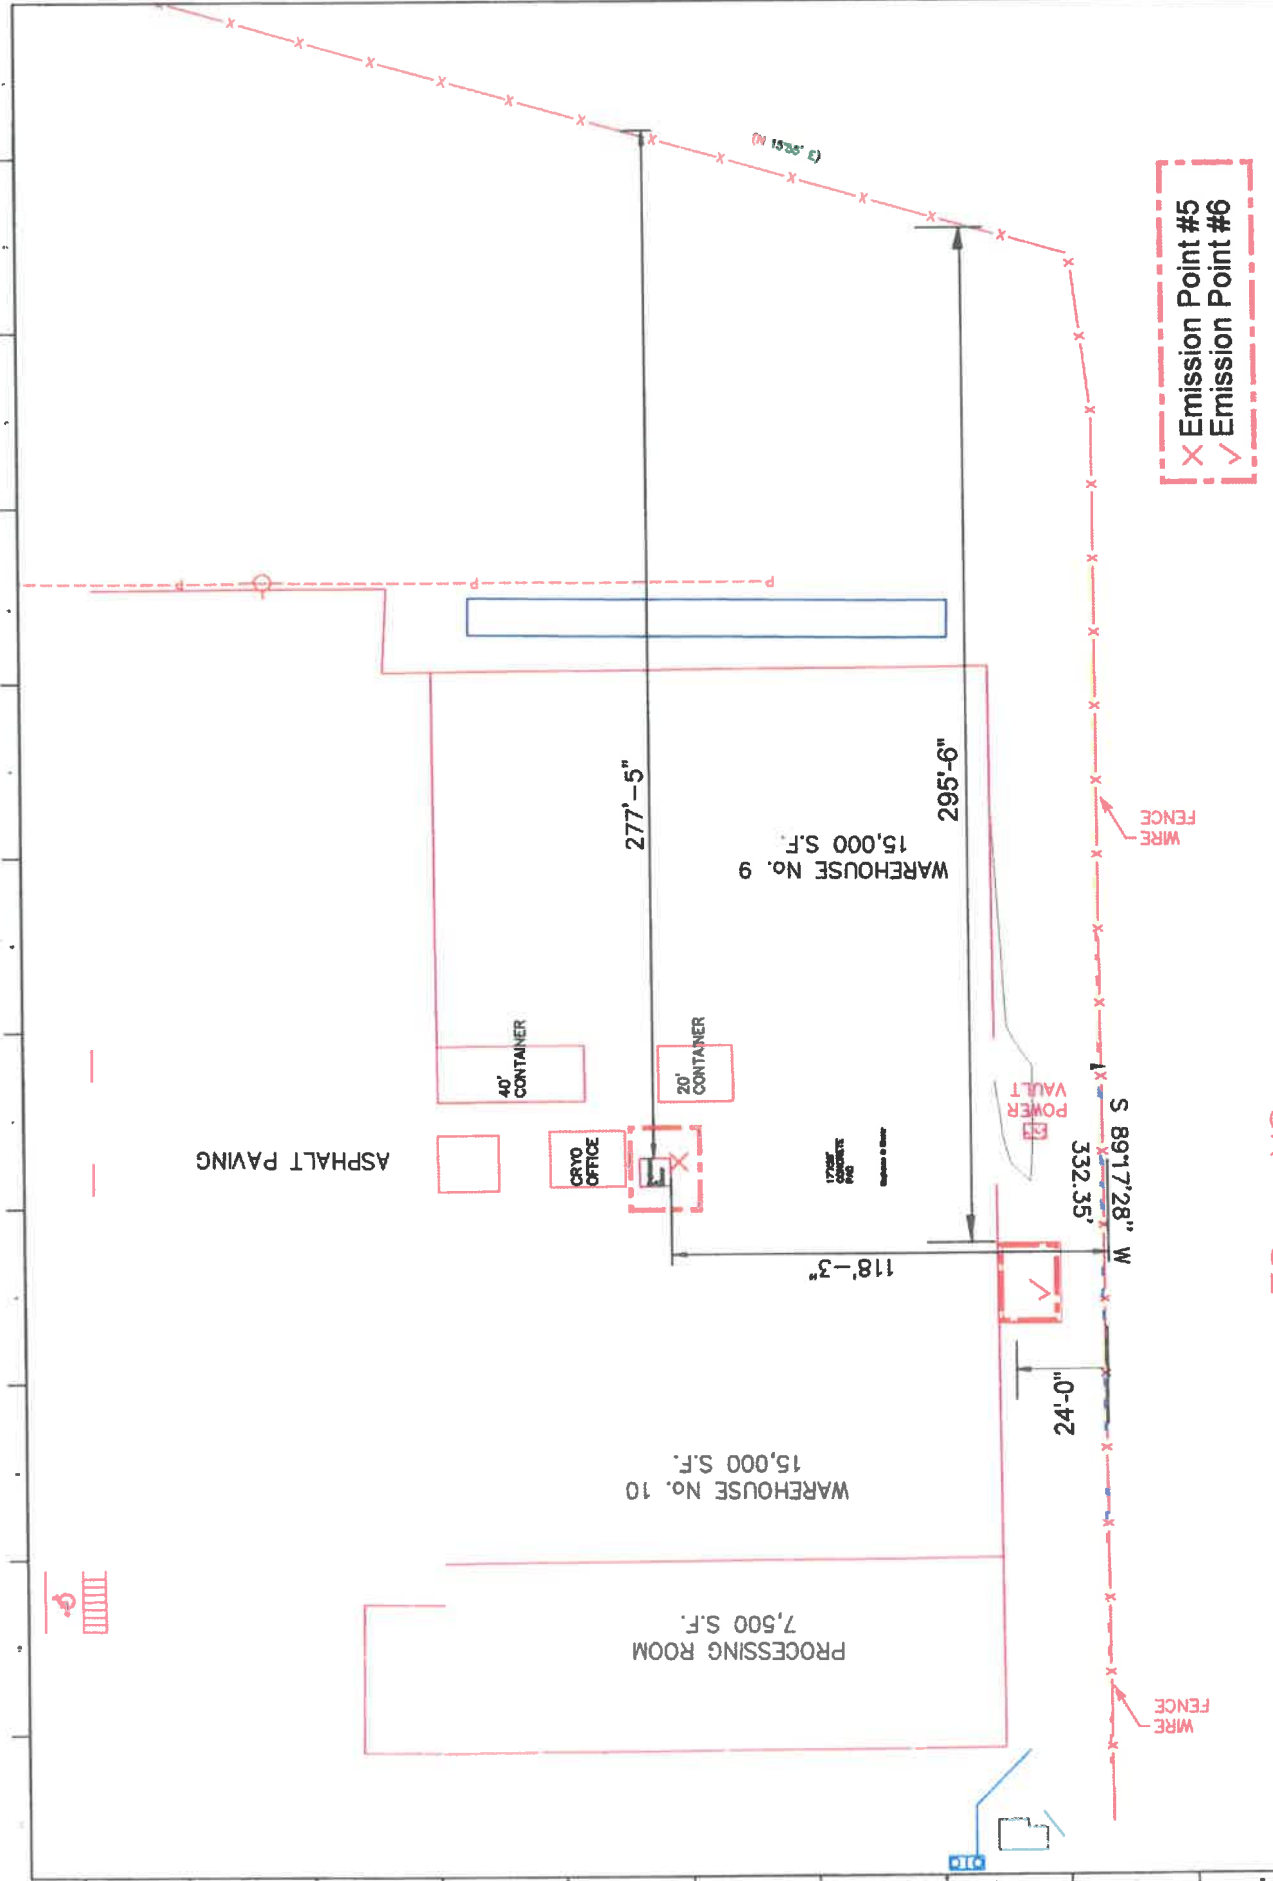 (N 15°55' E)
X Emission Point #5
✓ Emission Point #6
277'-5"
295'-6"
WAREHOUSE No. 9
15,000 S.F.
WIRE
FENCE
40'
CONTAINER
20'
CONTAINER
ASPHALT PAVING
CRYO
OFFICE
CONCRETE
PAD
POWER
VAULT
S 89°17'28" W
332.35'
118'-3"
24'-0"
WAREHOUSE No. 10
15,000 S.F.
PROCESSING ROOM
7,500 S.F.
WIRE
FENCE
P
P
P